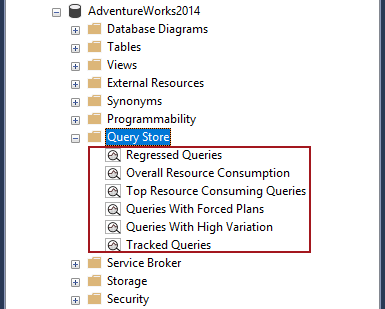 AdventureWorks2014
Database Diagrams
Tables
Views
External Resources
Synonyms
Programmability
Query Store
Regressed Queries
Overall Resource Consumption
Top Resource Consuming Queries
Queries With Forced Plans
Queries With High Variation
Tracked Queries
Service Broker
Storage
Security